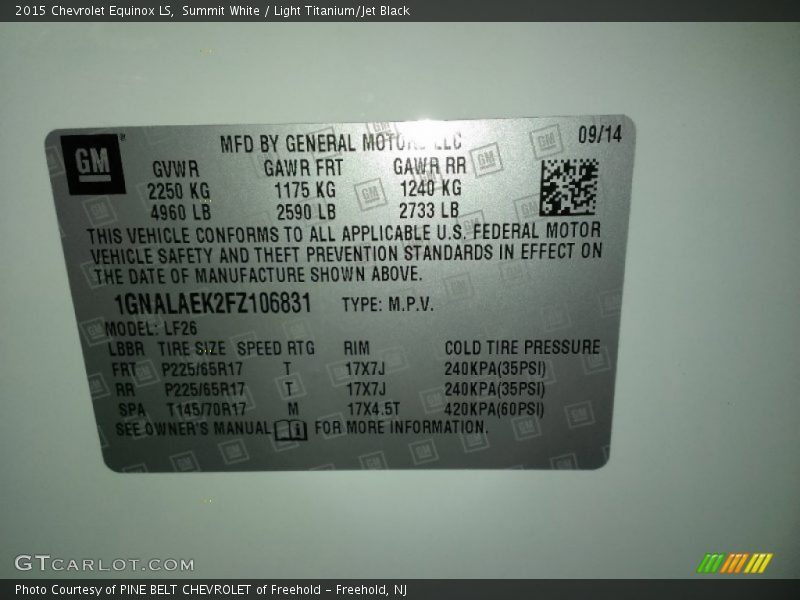 2015 Chevrolet Equinox LS, Summit White / Light Titanium/Jet Black
GM
MFD BY GENERAL MOTORS LLC 09/14
GVWR GAWR FRT GAWR RR
2250 KG 1175 KG 1240 KG
4960 LB 2590 LB 2733 LB
THIS VEHICLE CONFORMS TO ALL APPLICABLE U.S. FEDERAL MOTOR
VEHICLE SAFETY AND THEFT PREVENTION STANDARDS IN EFFECT ON
THE DATE OF MANUFACTURE SHOWN ABOVE.
1GNALAEK2FZ106831 TYPE: M.P.V.
MODEL: LF26
LBBR TIRE SIZE SPEED RTG RIM COLD TIRE PRESSURE
FRT P225/65R17 T 17X7J 240KPA(35PSI)
RR P225/65R17 T 17X7J 240KPA(35PSI)
SPA T145/70R17 M 17X4.5T 420KPA(60PSI)
SEE OWNER'S MANUAL FOR MORE INFORMATION.
GTCARLOT.COM
Photo Courtesy of PINE BELT CHEVROLET of Freehold - Freehold, NJ